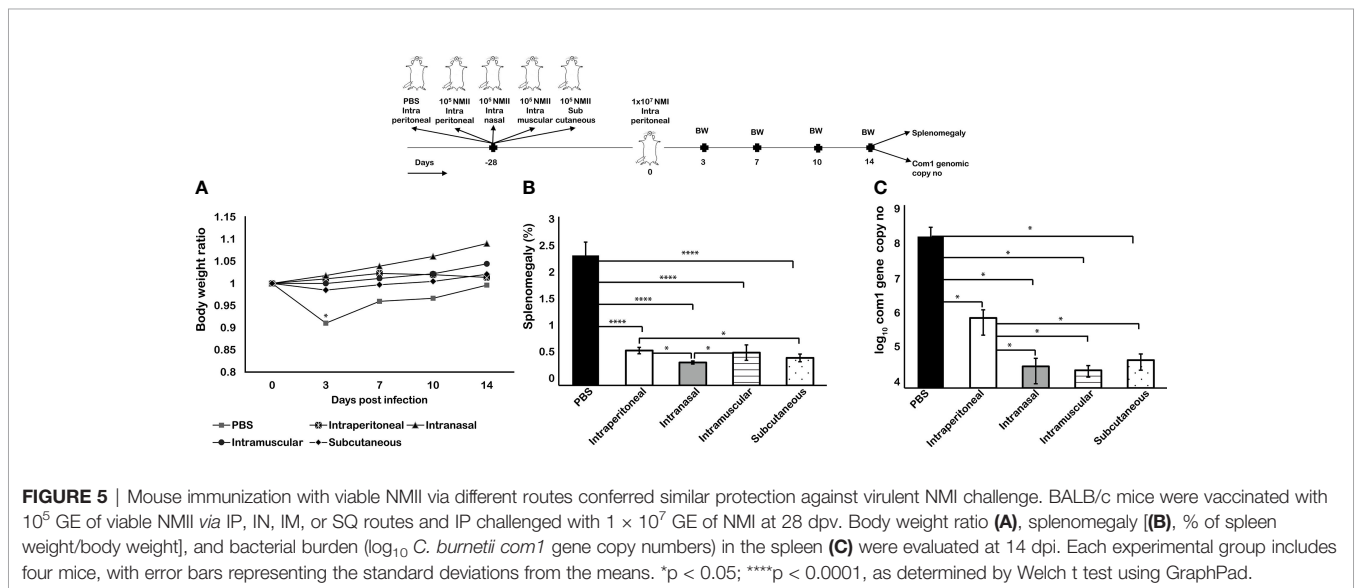 PBS 10⁵ NMII 10⁵ NMII 10⁵ NMII 10⁵ NMII 1x10⁷ NMI
Intra Intra Intra Intra Sub Intra
peritoneal peritoneal nasal muscular cutaneous peritoneal
BW BW BW BW
Splenomegaly
Days -28 0 3 7 10 14
Com1 genomic
copy no
A
Body weight ratio
1.15
1.1
1.05
1
0.95
0.9
0.85
0.8
*
0 3 7 10 14
Days post infection
PBS Intraperitoneal Intranasal
Intramuscular Subcutaneous
B
Splenomegaly (%)
3
2.5
2
1.5
1
0.5
0
****
****
****
****
*
* *
PBS
Intraperitoneal
Intranasal
Intramuscular
Subcutaneous
C
log₁₀ com1 gene copy no
9
8
7
6
5
4
*
*
*
*
*
*
*
PBS
Intraperitoneal
Intranasal
Intramuscular
Subcutaneous
FIGURE 5 | Mouse immunization with viable NMII via different routes conferred similar protection against virulent NMI challenge. BALB/c mice were vaccinated with
10⁵ GE of viable NMII via IP, IN, IM, or SQ routes and IP challenged with 1 × 10⁷ GE of NMI at 28 dpv. Body weight ratio (A), splenomegaly [(B), % of spleen
weight/body weight], and bacterial burden (log₁₀ C. burnetii com1 gene copy numbers) in the spleen (C) were evaluated at 14 dpi. Each experimental group includes
four mice, with error bars representing the standard deviations from the means. *p < 0.05; ****p < 0.0001, as determined by Welch t test using GraphPad.